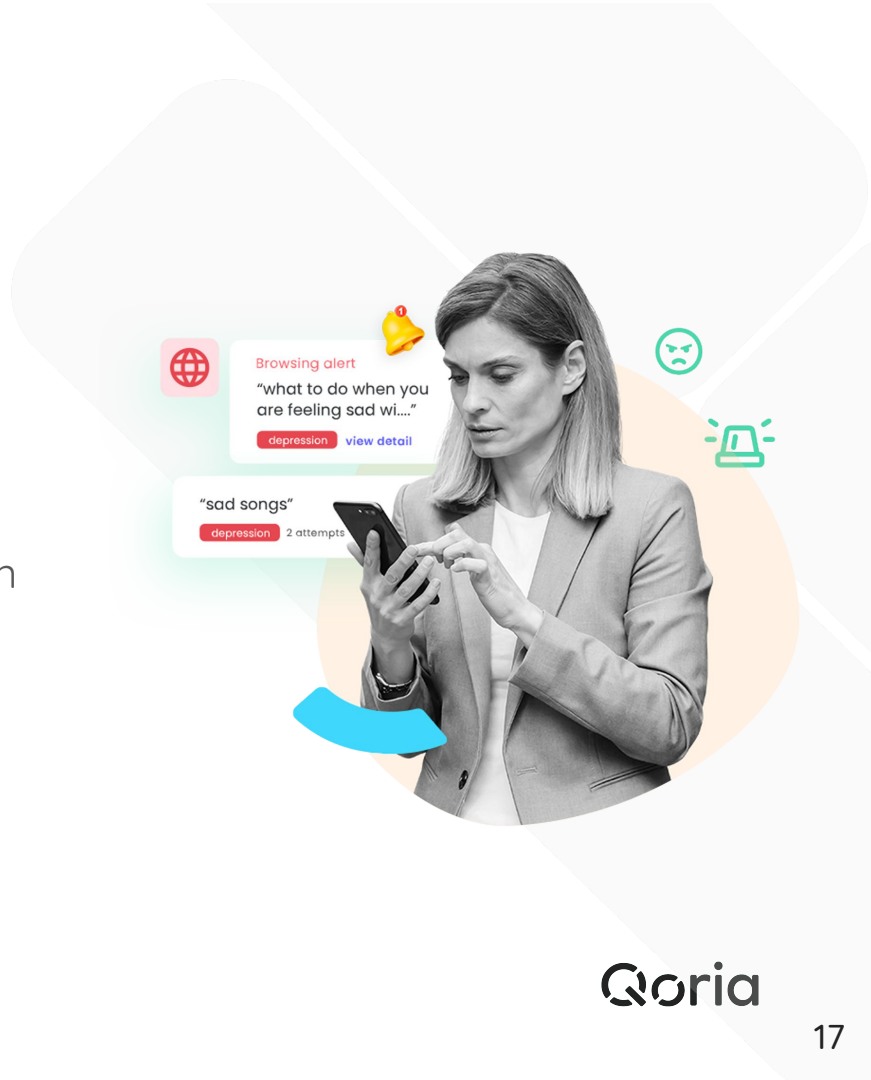 1
Browsing alert
“what to do when you
are feeling sad wi....”
depression view detail
“sad songs”
depression 2 attempts
n
Qoria
17